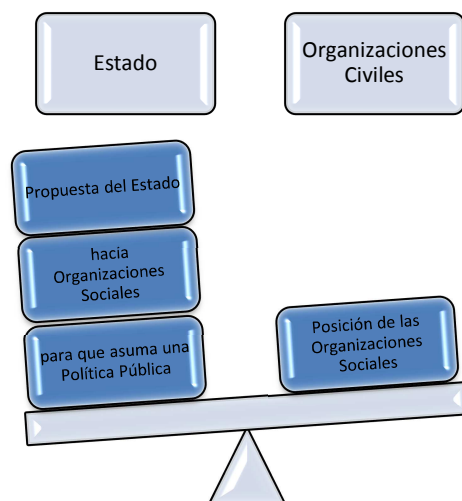 Estado
Organizaciones
Civiles
Propuesta del Estado
hacia
Organizaciones
Sociales
para que asuma una
Política Pública
Posición de las
Organizaciones
Sociales